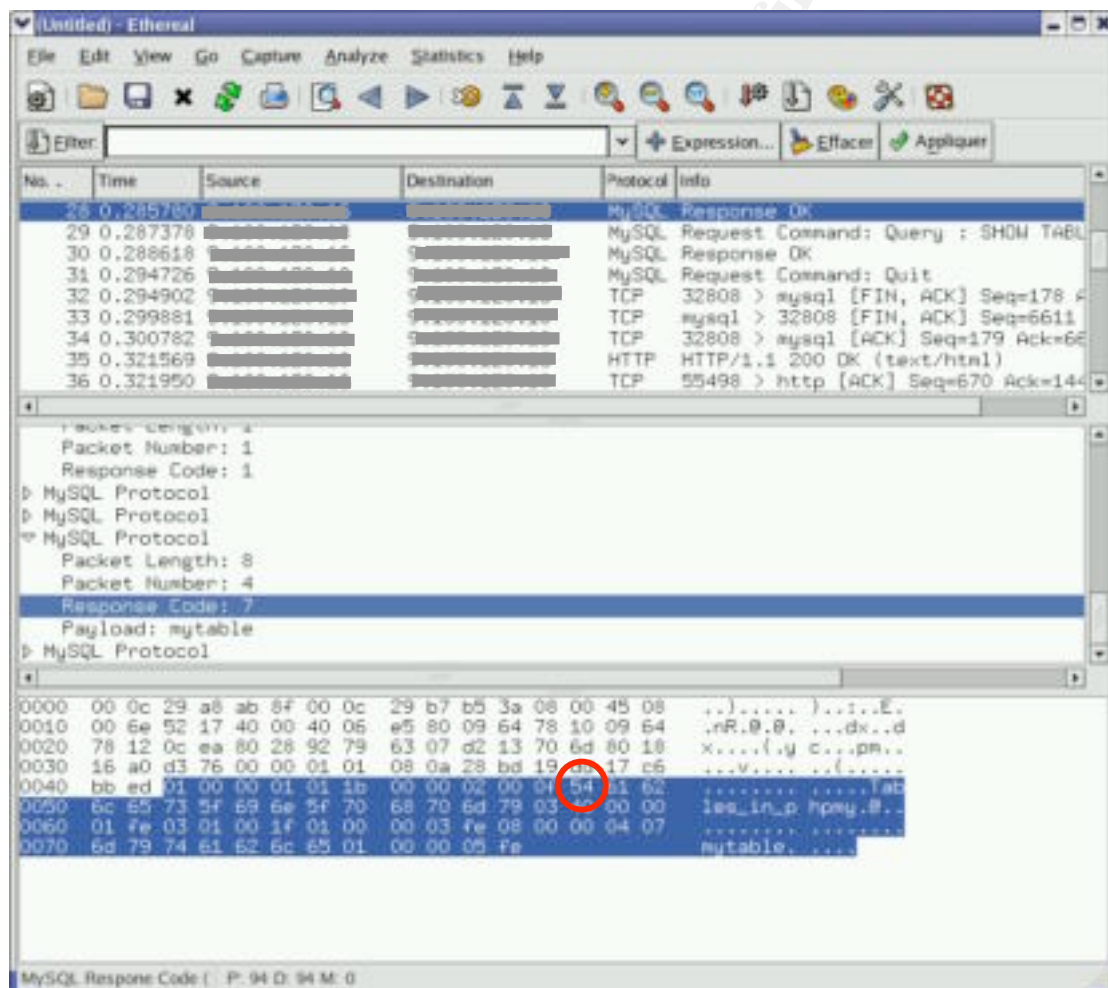 (Untitled) - Ethereal
File Edit View Go Capture Analyze Statistics Help
Filter: Expression... Effacer Appliquer
No. . Time Source Destination Protocol Info
28 0.285780 MySQL Response OK
29 0.287378 MySQL Request Command: Query : SHOW TABL
30 0.288618 MySQL Response OK
31 0.294726 MySQL Request Command: Quit
32 0.294902 TCP 32808 > mysql [FIN, ACK] Seq=178 A
33 0.299881 TCP mysql > 32808 [FIN, ACK] Seq=6611
34 0.300782 TCP 32808 > mysql [ACK] Seq=179 Ack=66
35 0.321569 HTTP HTTP/1.1 200 OK (text/html)
36 0.321950 TCP 55498 > http [ACK] Seq=670 Ack=144
Packet Length: 1
Packet Number: 1
Response Code: 1
MySQL Protocol
MySQL Protocol
MySQL Protocol
Packet Length: 8
Packet Number: 4
Response Code: 7
Payload: mytable
MySQL Protocol
0000 00 0c 29 a8 ab 8f 00 0c 29 b7 b5 3a 08 00 45 08 ..)..... )..:..E.
0010 00 6e 52 17 40 00 40 06 e5 80 09 64 78 10 09 64 .nR.@.@. ...dx..d
0020 78 12 0c ea 80 28 92 79 63 07 d2 13 70 6d 80 18 x....(.y c...pm..
0030 16 a0 d3 76 00 00 01 01 08 0a 28 bd 19 17 c6 ...v.... ..(.....
0040 bb ed 01 00 00 01 01 1b 00 00 02 00 54 61 62 ........ .....Tab
0050 6c 65 73 5f 69 6e 5f 70 68 70 6d 79 03 00 00 les_in_p hpmy.@..
0060 01 fe 03 01 00 1f 01 00 00 03 fe 08 00 00 04 07 ........ ........
0070 6d 79 74 61 62 6c 65 01 00 00 05 fe mytable. ....
MySQL Respone Code ( P: 94 D: 94 M: 0